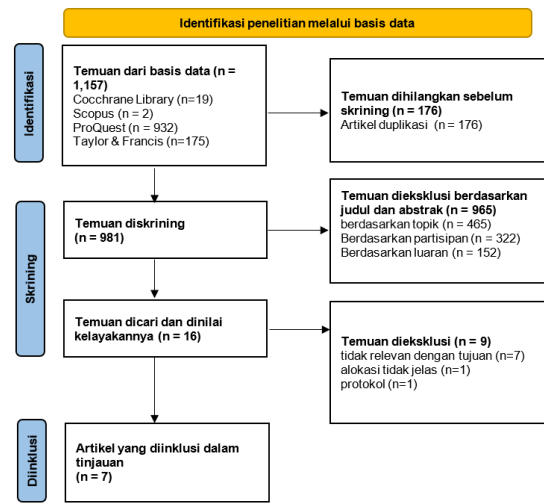 Identifikasi penelitian melalui basis data
Identifikasi
Temuan dari basis data (n =
1,157)
Cocchrane Library (n=19)
Scopus (n = 2)
ProQuest (n = 932)
Taylor & Francis (n=175)
Temuan dihilangkan sebelum
skrining (n = 176)
Artikel duplikasi (n = 176)
Skrining
Temuan diskrining
(n = 981)
Temuan dieksklusi berdasarkan
judul dan abstrak (n = 965)
berdasarkan topik (n = 465)
Berdasarkan partisipan (n = 322)
Berdasarkan luaran (n = 152)
Temuan dicari dan dinilai
kelayakannya (n = 16)
Temuan dieksklusi (n = 9)
tidak relevan dengan tujuan(n=7)
alokasi tidak jelas (n=1)
protokol (n=1)
Diinklusi
Artikel yang diinklusi dalam
tinjauan
(n = 7)